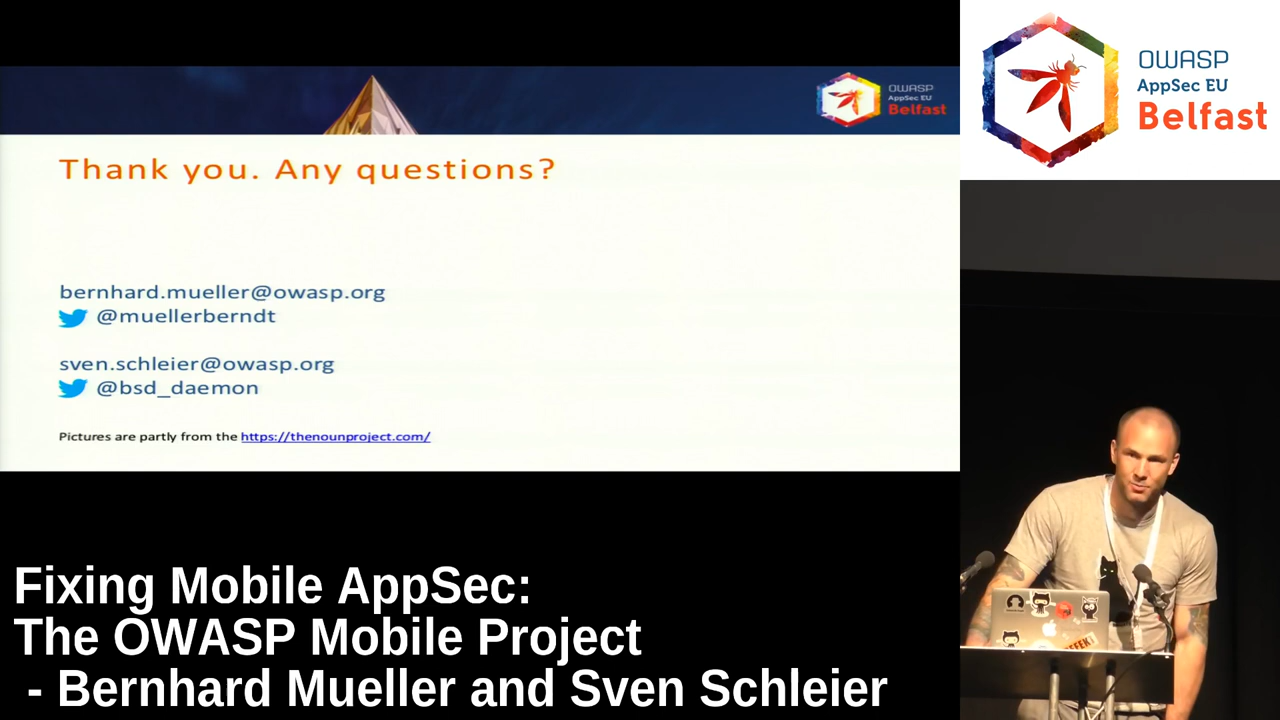 OWASP
AppSec EU
Belfast
Thank you. Any questions?
bernhard.mueller@owasp.org
@muellerberndt
sven.schleier@owasp.org
@bsd_daemon
Pictures are partly from the https://thenounproject.com/
OWASP
AppSec EU
Belfast
Fixing Mobile AppSec:
The OWASP Mobile Project
- Bernhard Mueller and Sven Schleier